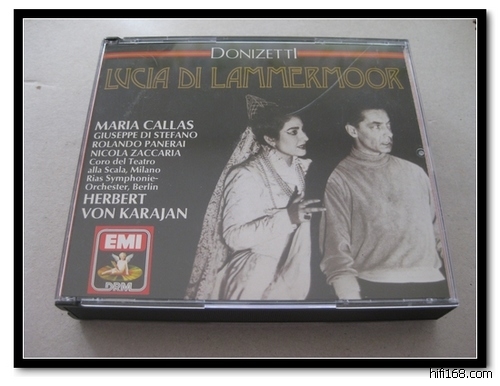 DONIZETTI
LUCIA DI LAMMERMOOR
MARIA CALLAS
GIUSEPPE DI STEFANO
ROLANDO PANERAI
NICOLA ZACCARIA
Coro del Teatro
alla Scala, Milano
Rias Symphonie-
Orchester, Berlin
HERBERT
VON KARAJAN
EMI
DRM
hifi168.com